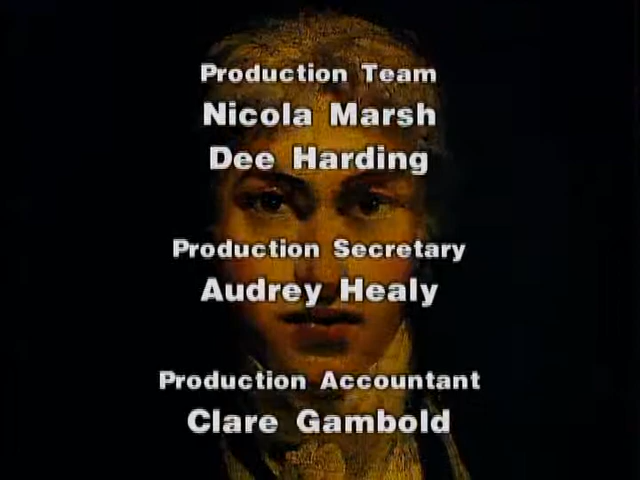 Production Team
Nicola Marsh
Dee Harding
Production Secretary
Audrey Healy
Production Accountant
Clare Gambold